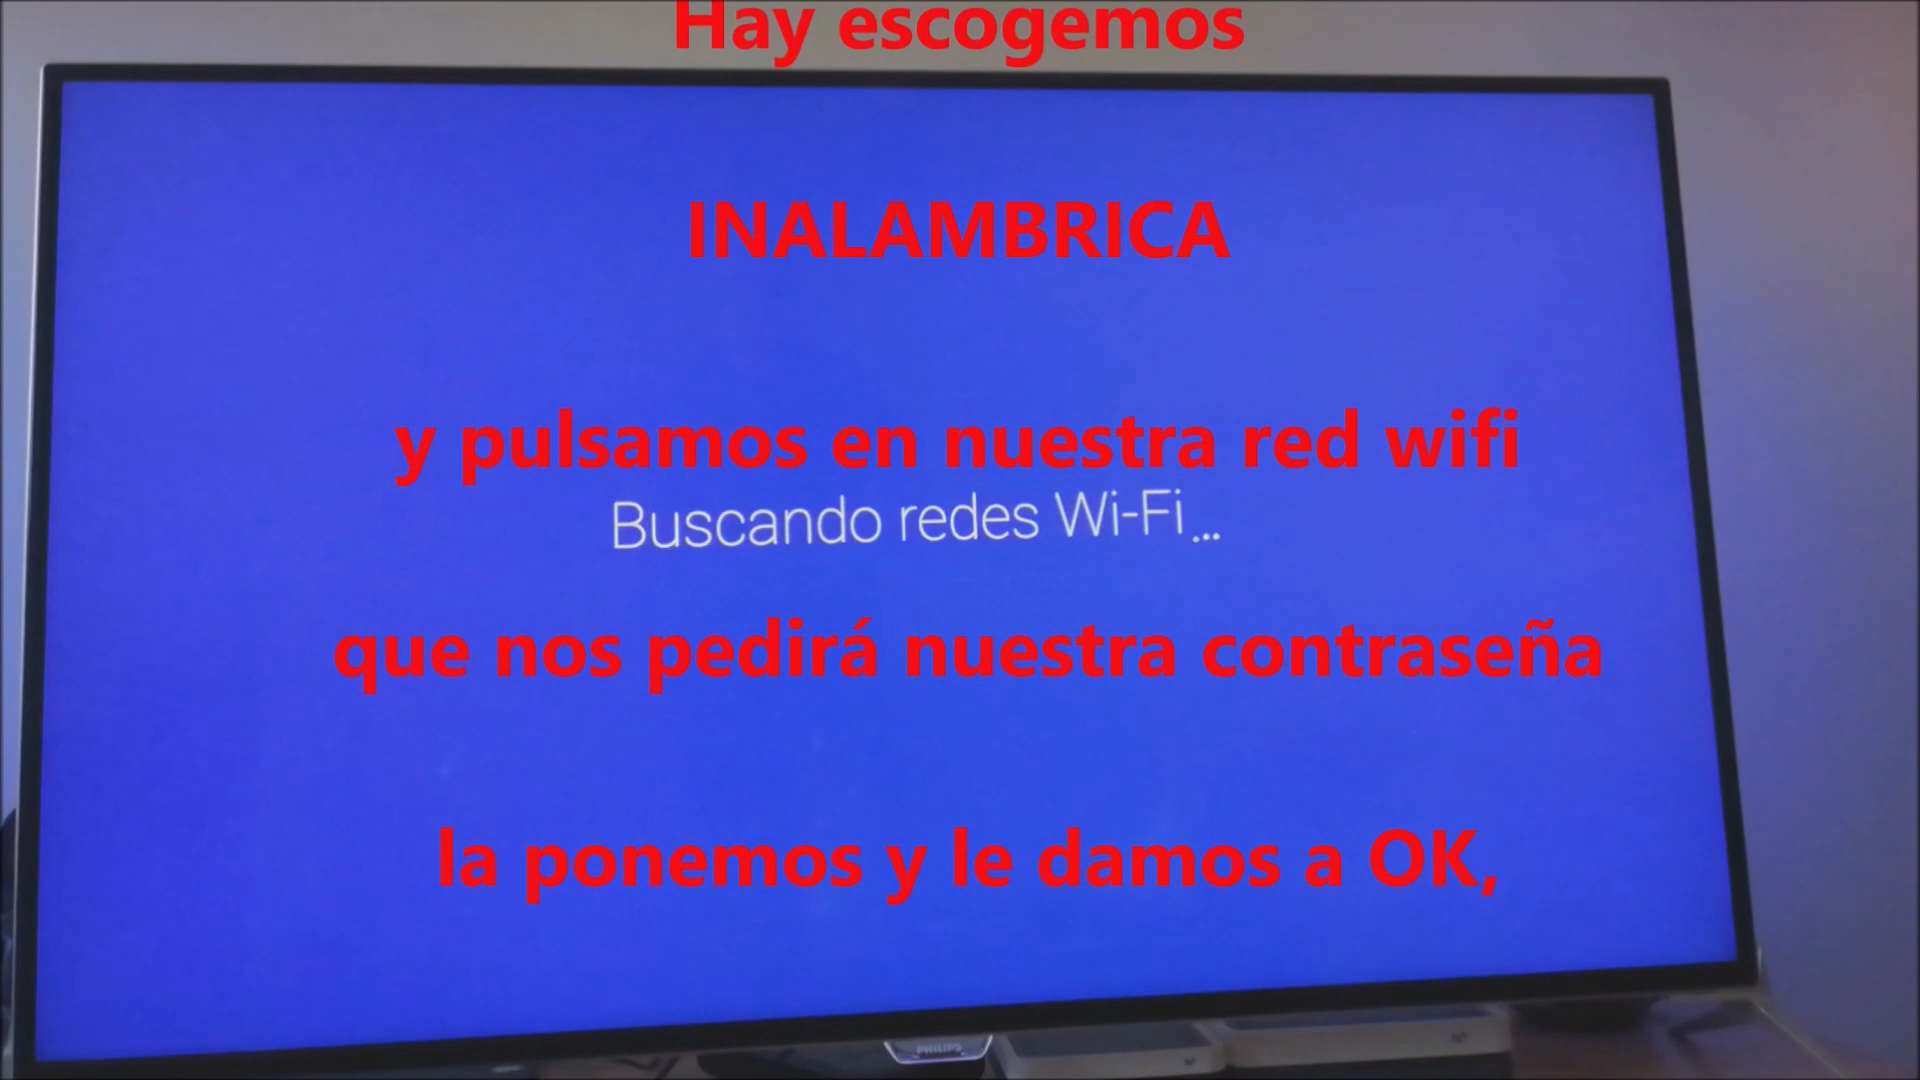 Hay escogemos
INALAMBRICA
y pulsamos en nuestra red wifi
Buscando redes Wi-Fi...
que nos pedirá nuestra contraseña
la ponemos y le damos a OK,
PHILIPS